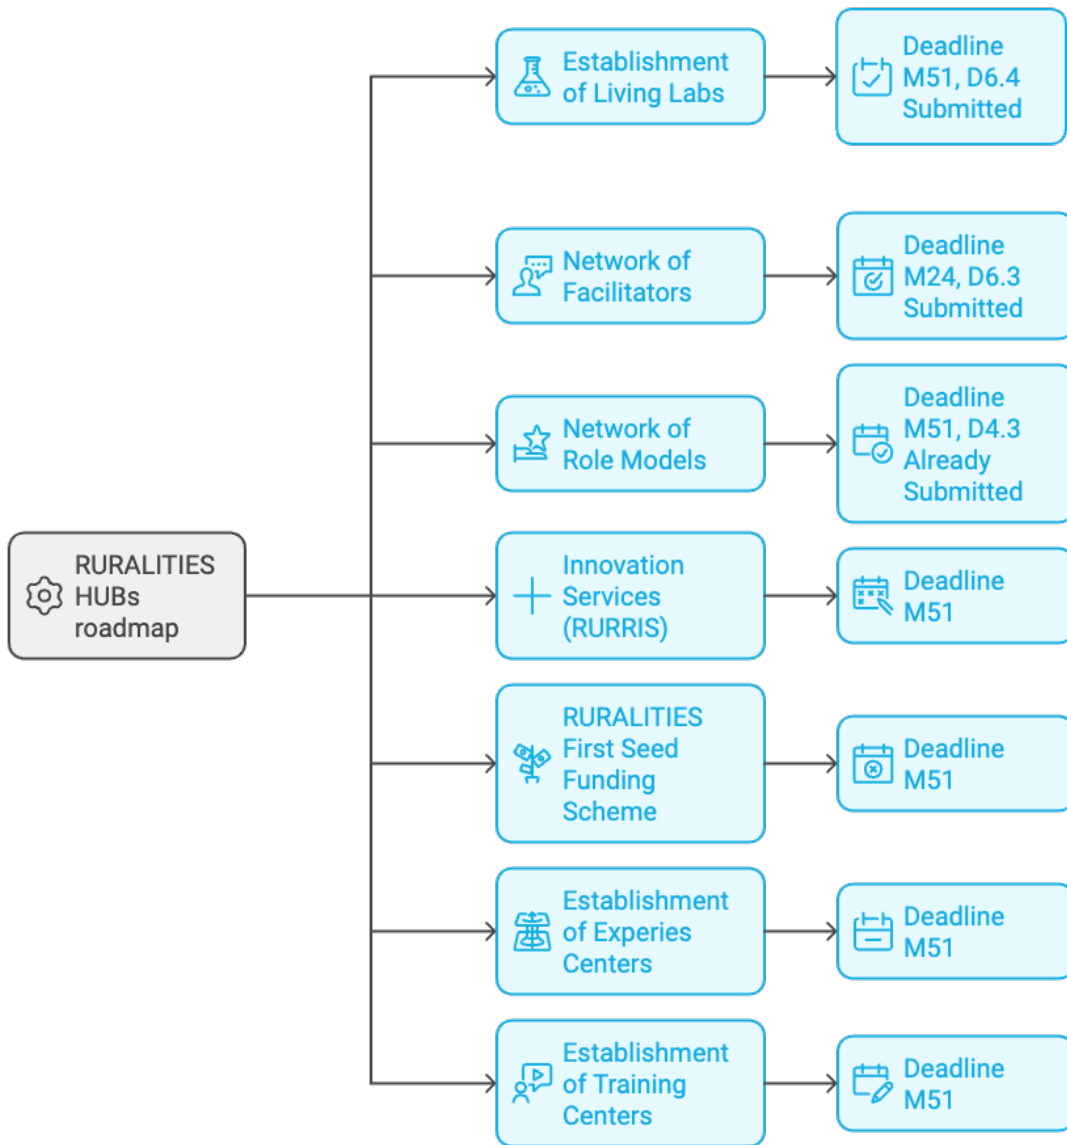 Establishment
of Living Labs
Deadline
M51, D6.4
Submitted
Network of
Facilitators
Deadline
M24, D6.3
Submitted
Network of
Role Models
Deadline
M51, D4.3
Already
Submitted
RURALITIES
HUBs
roadmap
Innovation
Services
(RURRIS)
Deadline
M51
RURALITIES
First Seed
Funding
Scheme
Deadline
M51
Establishment
of Experies
Centers
Deadline
M51
Establishment
of Training
Centers
Deadline
M51